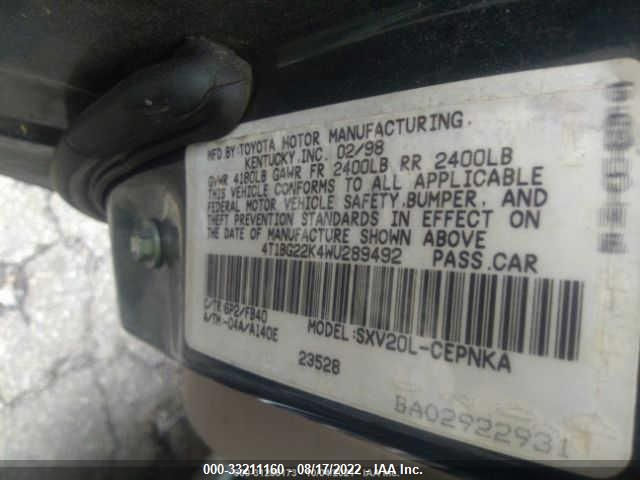 MFD BY:TOYOTA MOTOR MANUFACTURING,
KENTUCKY,INC. 02/98
GVWR 4180LB GAWR FR 2400LB RR 2400LB
THIS VEHICLE CONFORMS TO ALL APPLICABLE
FEDERAL MOTOR VEHICLE SAFETY,BUMPER, AND
THEFT PREVENTION STANDARDS IN EFFECT ON
THE DATE OF MANUFACTURE SHOWN ABOVE
4T1BG22K4WU289492 PASS.CAR
C/TR 6P2/FB40
A/TM-04A/A140E
MODEL:SXV20L-CEPNKA
23528
BA02922931
000-33211160 - 08/17/2022 - IAA Inc.